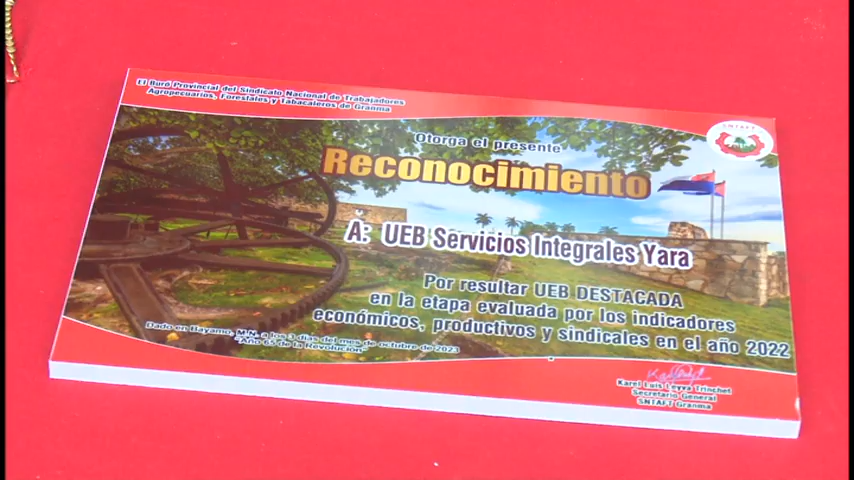 El Buró Provincial del Sindicato Nacional de Trabajadores
Agropecuarios, Forestales y Tabacaleros de Granma
SNTAFT
Otorga el presente
Reconocimiento
A: UEB Servicios Integrales Yara
Por resultar UEB DESTACADA
en la etapa evaluada por los indicadores
económicos, productivos y sindicales en el año 2022
Dado en Bayamo, M.N. a los 3 días del mes de octubre de 2023
"Año 65 de la Revolución"
Karel Luis Leyva Trinchet
Secretario General
SNTAFT Granma